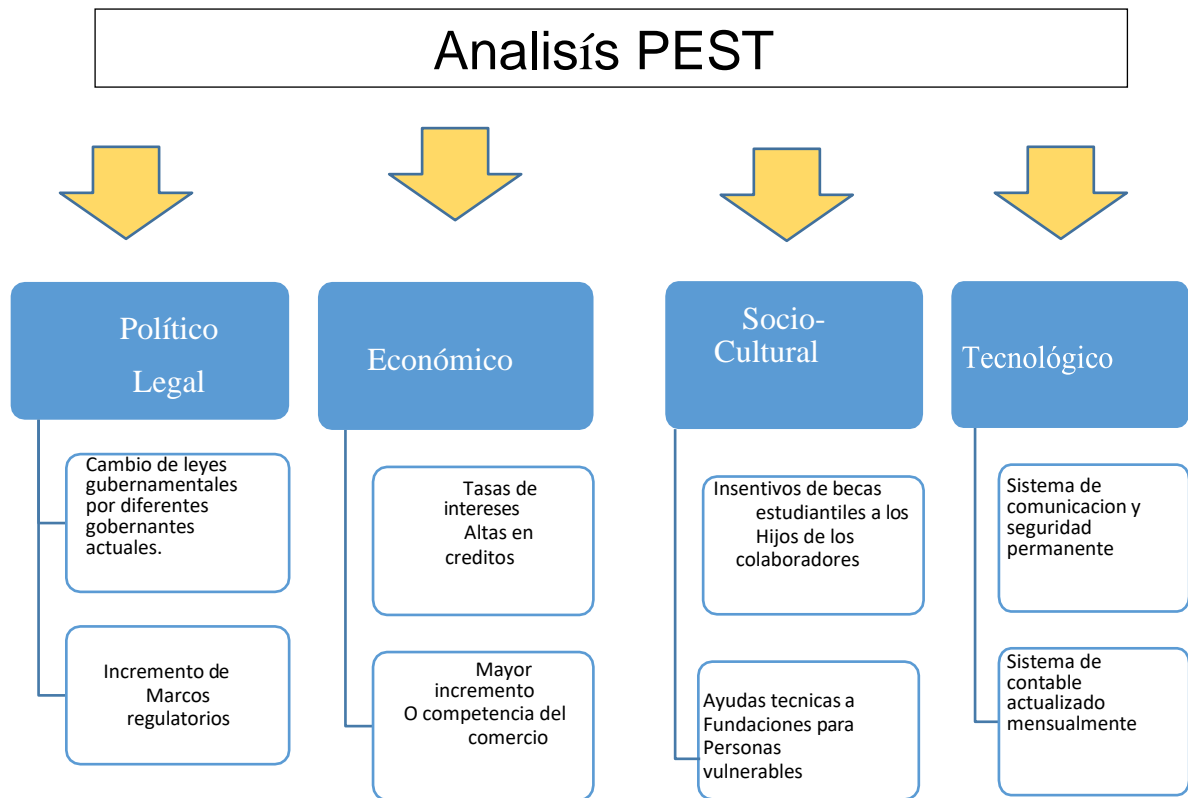 Analisís PEST
Político
Legal
Cambio de leyes
gubernamentales
por diferentes
gobernantes
actuales.
Incremento de
Marcos
regulatorios
Económico
Tasas de
intereses
Altas en
creditos
Mayor
incremento
O competencia del
comercio
Socio-
Cultural
Insentivos de becas
estudiantiles a los
Hijos de los
colaboradores
Ayudas tecnicas a
Fundaciones para
Personas
vulnerables
Tecnológico
Sistema de
comunicacion y
seguridad
permanente
Sistema de
contable
actualizado
mensualmente